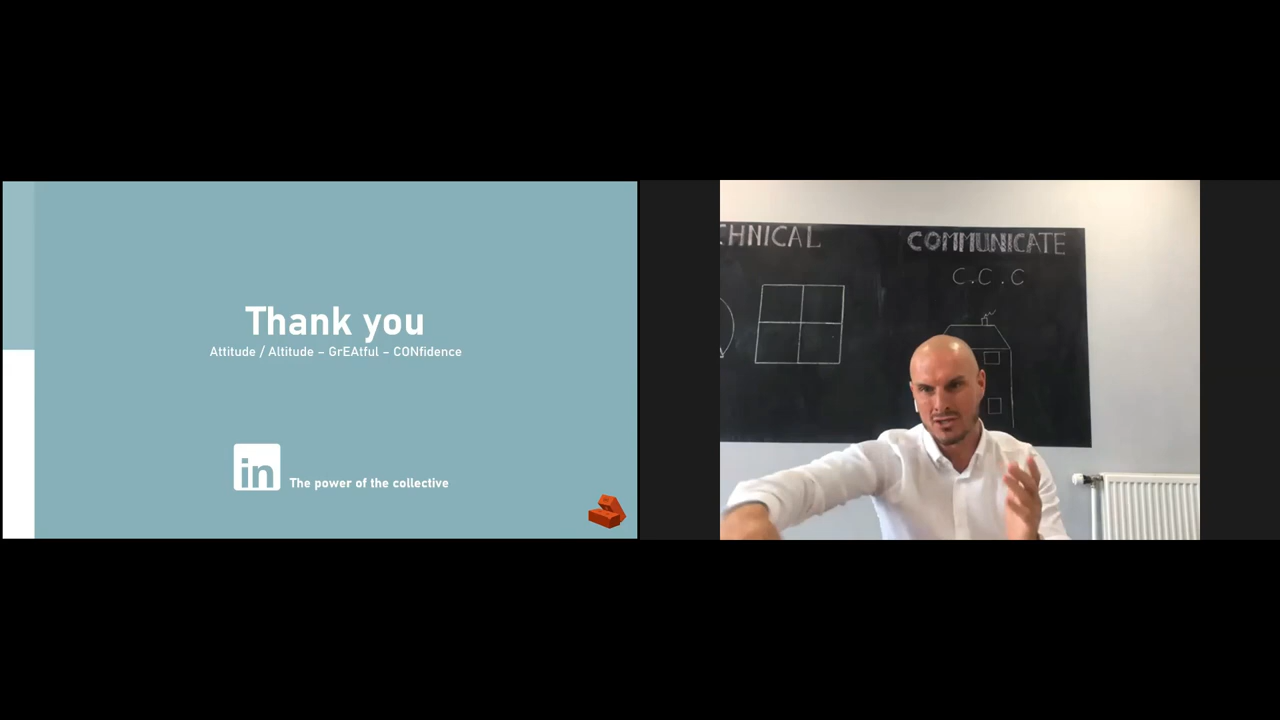 Thank you
Attitude / Altitude – GrEAtful – CONfidence
in
The power of the collective
CHNICAL
COMMUNICATE
C.C.C